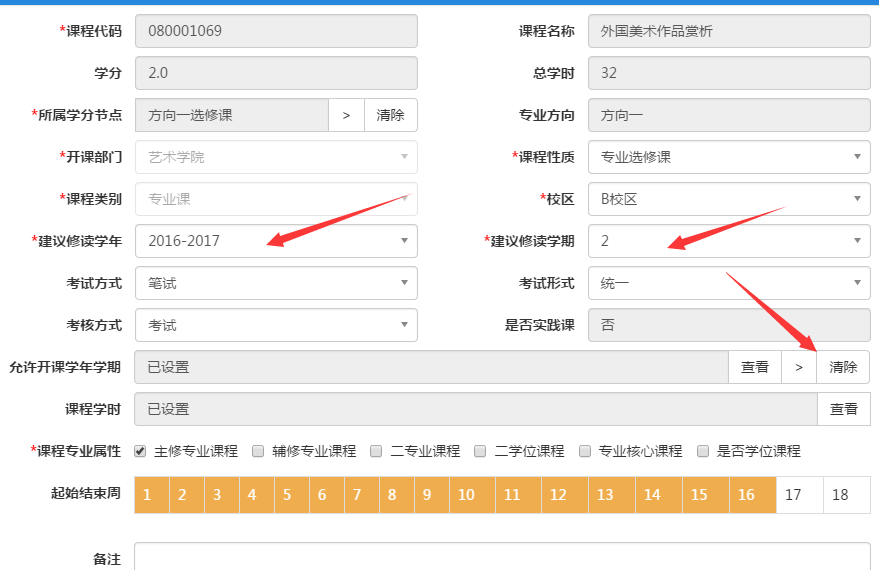 *课程代码 080001069 课程名称 外国美术作品赏析
学分 2.0 总学时 32
*所属学分节点 方向一选修课 > 清除 专业方向 方向一
*开课部门 艺术学院 *课程性质 专业选修课
*课程类别 专业课 *校区 B校区
*建议修读学年 2016-2017 *建议修读学期 2
考试方式 笔试 考试形式 统一
考核方式 考试 是否实践课 否
允许开课学年学期 已设置 查看 > 清除
课程学时 已设置 查看
*课程专业属性 主修专业课程 辅修专业课程 二专业课程 二学位课程 专业核心课程 是否学位课程
起始结束周 1 2 3 4 5 6 7 8 9 10 11 12 13 14 15 16 17 18
备注